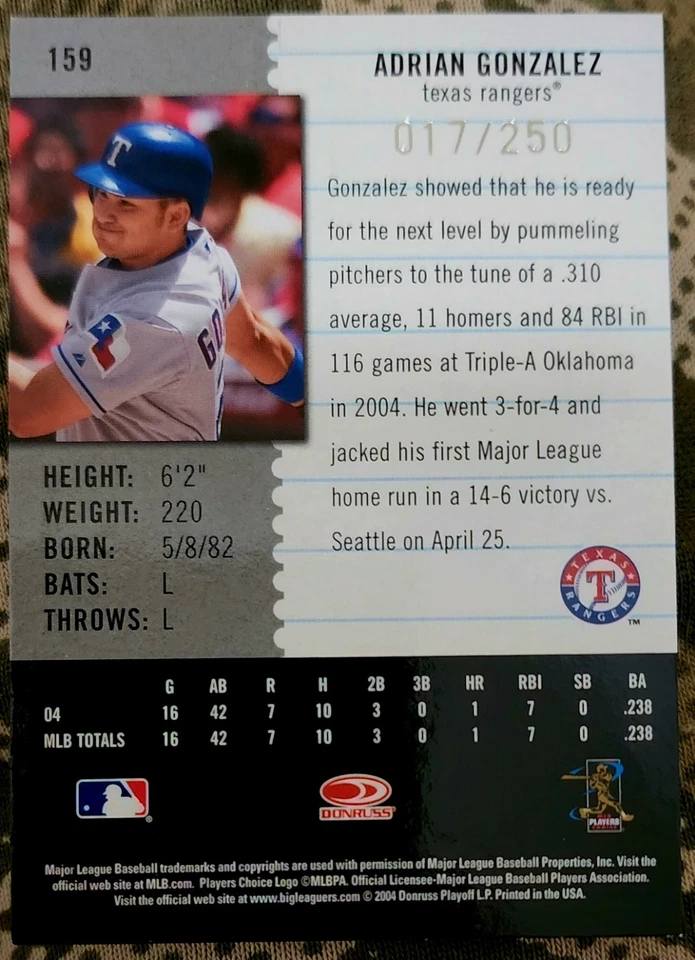 159
ADRIAN GONZALEZ
texas rangers®
017/250
Gonzalez showed that he is ready
for the next level by pummeling
pitchers to the tune of a .310
average, 11 homers and 84 RBI in
116 games at Triple-A Oklahoma
in 2004. He went 3-for-4 and
jacked his first Major League
home run in a 14-6 victory vs.
Seattle on April 25.
T
GO
HEIGHT: 6'2"
WEIGHT: 220
BORN: 5/8/82
BATS: L
THROWS: L
TEXAS
T
RANGERS
TM
G AB R H 2B 3B HR RBI SB BA
04 16 42 7 10 3 0 1 7 0 .238
MLB TOTALS 16 42 7 10 3 0 1 7 0 .238
®
DONRUSS®
MLB
PLAYERS
CHOICE
Major League Baseball trademarks and copyrights are used with permission of Major League Baseball Properties, Inc. Visit the
official web site at MLB.com. Players Choice Logo ©MLBPA. Official Licensee-Major League Baseball Players Association.
Visit the official web site at www.bigleaguers.com © 2004 Donruss Playoff L.P. Printed in the USA.